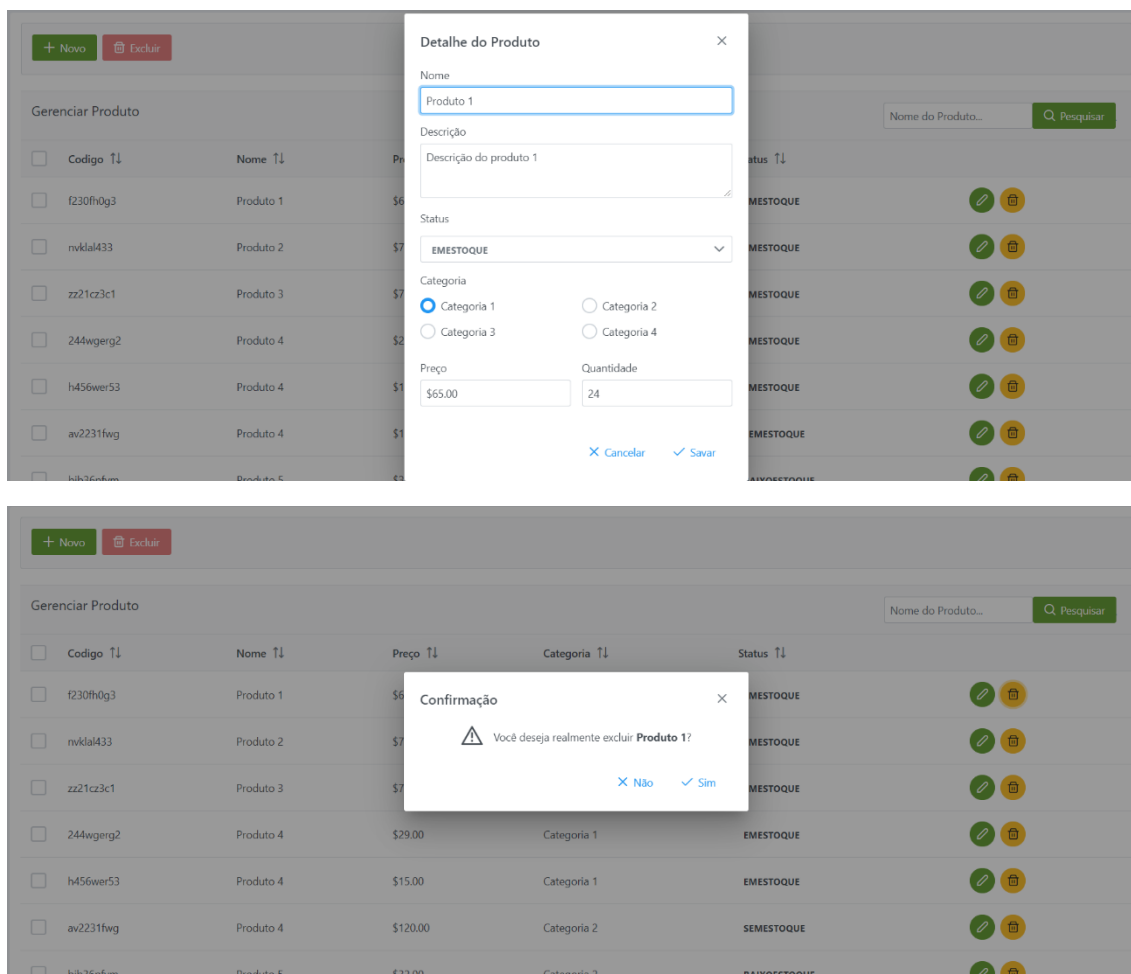 Novo Excluir
Detalhe do Produto
Nome
Produto 1
Gerenciar Produto
Nome do Produto... Pesquisar
Descrição
Descrição do produto 1
Codigo Nome
f230fh0g3 Produto 1
Status
nvklal433 Produto 2
EMESTOQUE
Categoria
zz21cz3c1 Produto 3
Categoria 1 Categoria 2
Categoria 3 Categoria 4
244wgerg2 Produto 4
Preço Quantidade
h456wer53 Produto 4
$65.00 24
av2231fwg Produto 4
Cancelar Savar
Novo Excluir
Gerenciar Produto
Nome do Produto... Pesquisar
Codigo Nome Preço Categoria Status
f230fh0g3 Produto 1
Confirmação
nvklal433 Produto 2
Você deseja realmente excluir Produto 1?
zz21cz3c1 Produto 3
Não Sim
244wgerg2 Produto 4 $29.00 Categoria 1 EMESTOQUE
h456wer53 Produto 4 $15.00 Categoria 1 EMESTOQUE
av2231fwg Produto 4 $120.00 Categoria 2 SEMESTOQUE